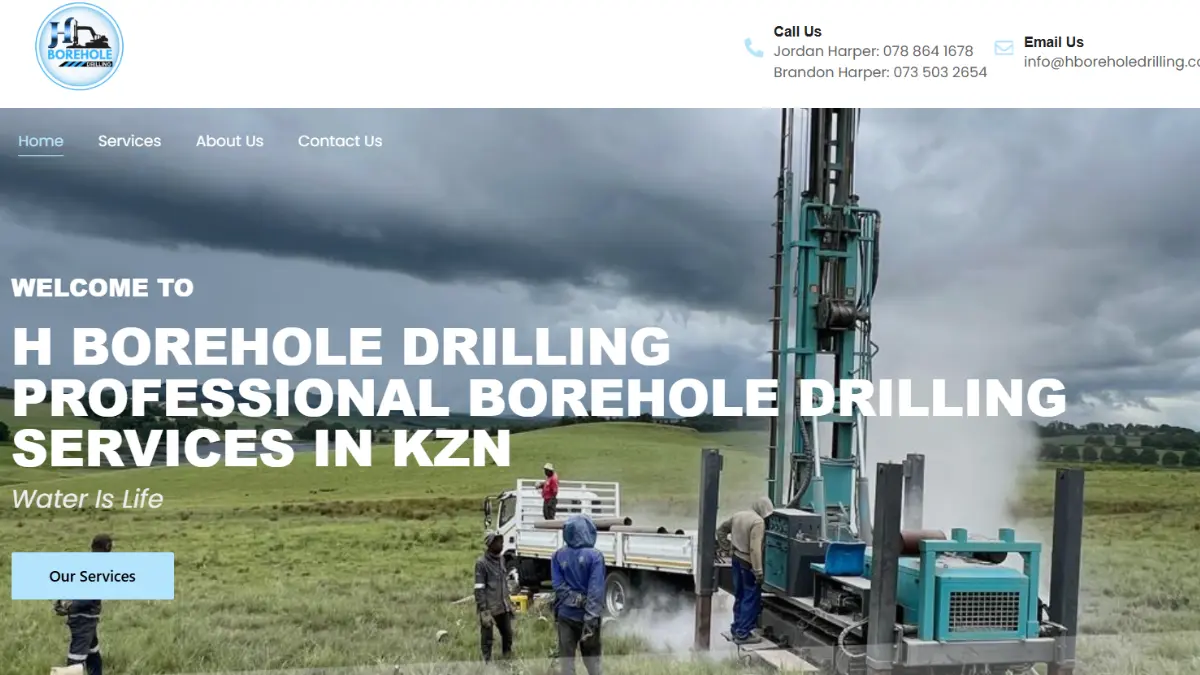 H
BOREHOLE
DRILLING
Call Us
Jordan Harper: 078 864 1678
Brandon Harper: 073 503 2654
Email Us
info@hboreholedrilling.co
Home
Services
About Us
Contact Us
WELCOME TO
H BOREHOLE DRILLING
PROFESSIONAL BOREHOLE DRILLING
SERVICES IN KZN
Water Is Life
Our Services